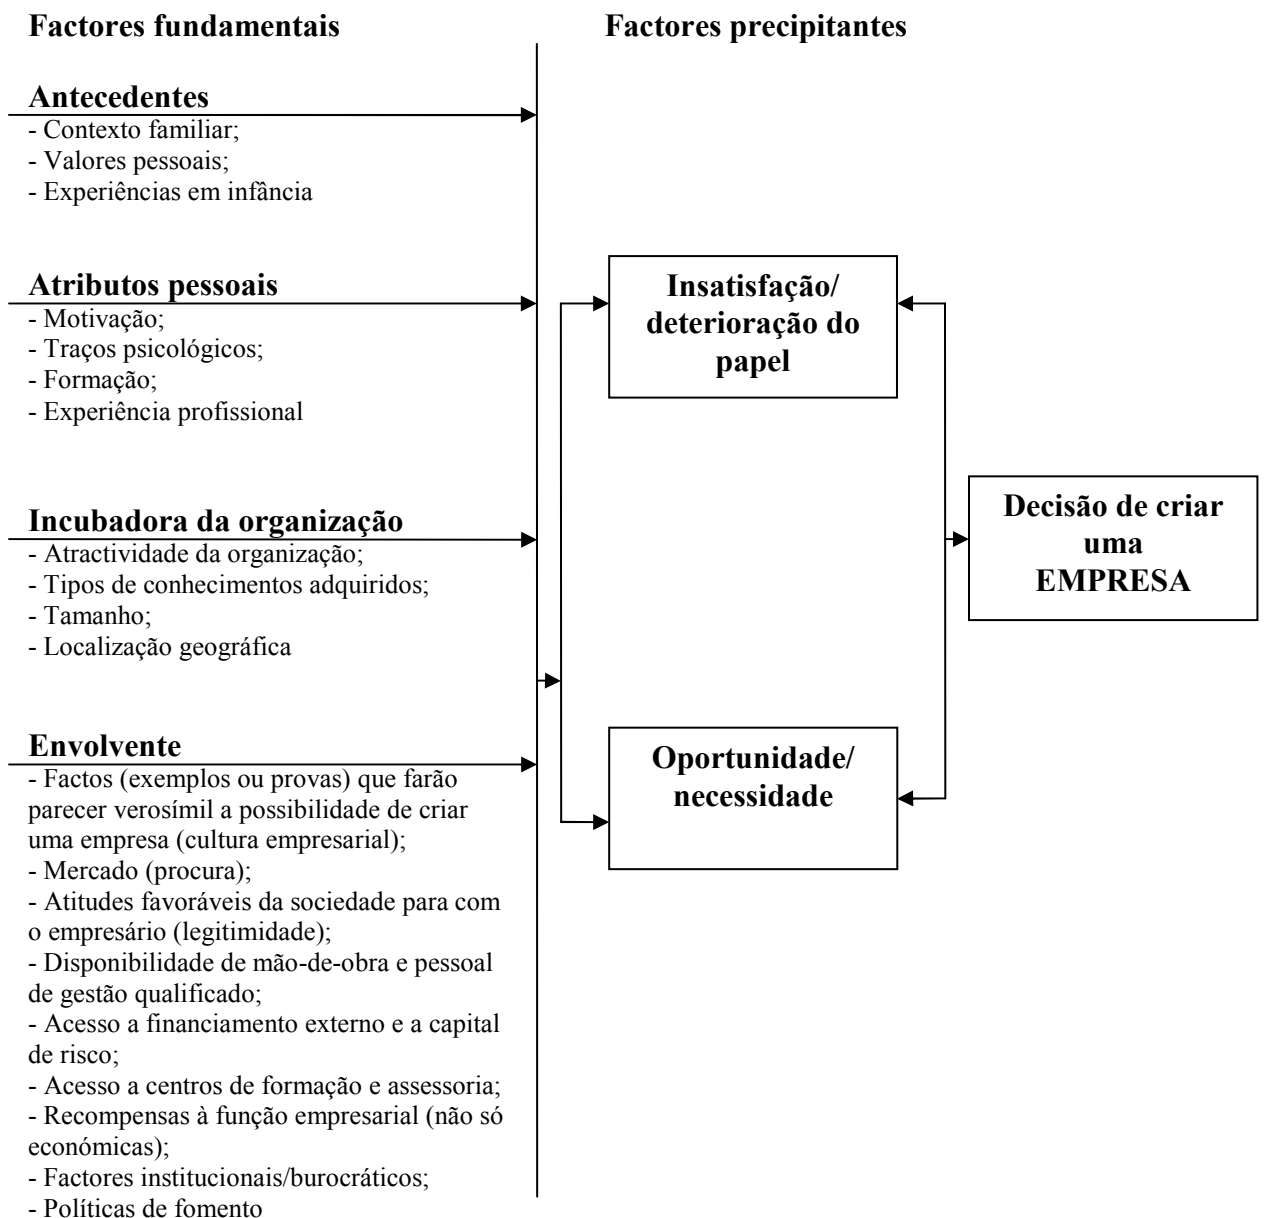 Factores fundamentais
Factores precipitantes
Antecedentes
- Contexto familiar;
- Valores pessoais;
- Experiências em infância
Atributos pessoais
- Motivação;
- Traços psicológicos;
- Formação;
- Experiência profissional
Incubadora da organização
- Atractividade da organização;
- Tipos de conhecimentos adquiridos;
- Tamanho;
- Localização geográfica
Envolvente
- Factos (exemplos ou provas) que farão
parecer verosímil a possibilidade de criar
uma empresa (cultura empresarial);
- Mercado (procura);
- Atitudes favoráveis da sociedade para com
o empresário (legitimidade);
- Disponibilidade de mão-de-obra e pessoal
de gestão qualificado;
- Acesso a financiamento externo e a capital
de risco;
- Acesso a centros de formação e assessoria;
- Recompensas à função empresarial (não só
económicas);
- Factores institucionais/burocráticos;
- Políticas de fomento
Insatisfação/
deterioração do
papel
Oportunidade/
necessidade
Decisão de criar
uma
EMPRESA